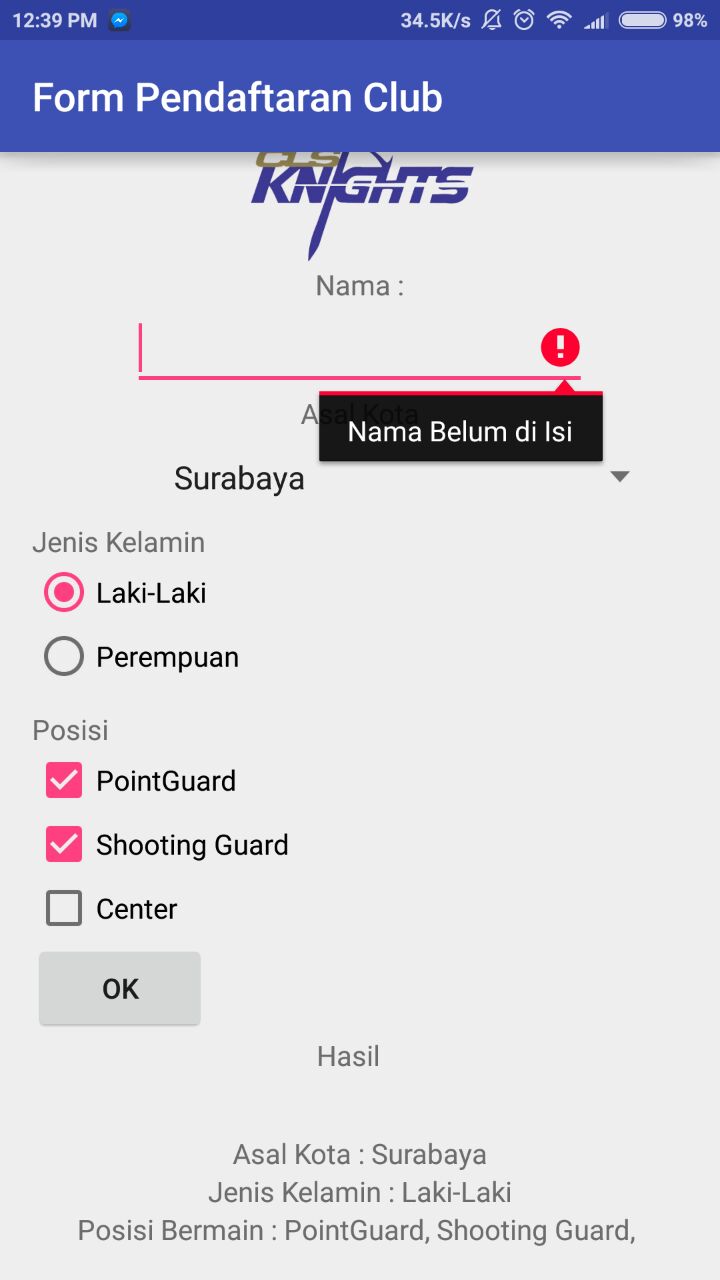 12:39 PM 34.5K/s 98%
Form Pendaftaran Club
CLS
KNIGHTS
Nama :
Asal Kota
Nama Belum di Isi
Surabaya
Jenis Kelamin
Laki-Laki
Perempuan
Posisi
PointGuard
Shooting Guard
Center
OK
Hasil
Asal Kota : Surabaya
Jenis Kelamin : Laki-Laki
Posisi Bermain : PointGuard, Shooting Guard,